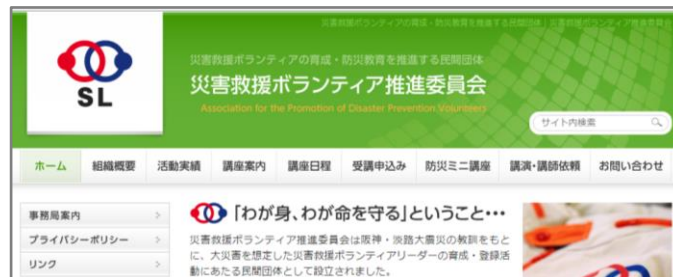 災害救援ボランティアの育成・防災教育を推進する民間団体｜災害救援ボランティア推進委員会
SL
災害救援ボランティアの育成・防災教育を推進する民間団体
災害救援ボランティア推進委員会
Association for the Promotion of Disaster Prevention Volunteers
サイト内検索
ホーム 組織概要 活動実績 講座案内 講座日程 受講申込み 防災ミニ講座 講演・講師依頼 お問い合わせ
事務局案内
プライバシーポリシー
リンク
「わが身、わが命を守る」ということ・・・
災害救援ボランティア推進委員会は阪神・淡路大震災の教訓をもと
に、大災害を想定した災害救援ボランティアリーダーの育成・登録活
動にあたる民間団体として設立されました。